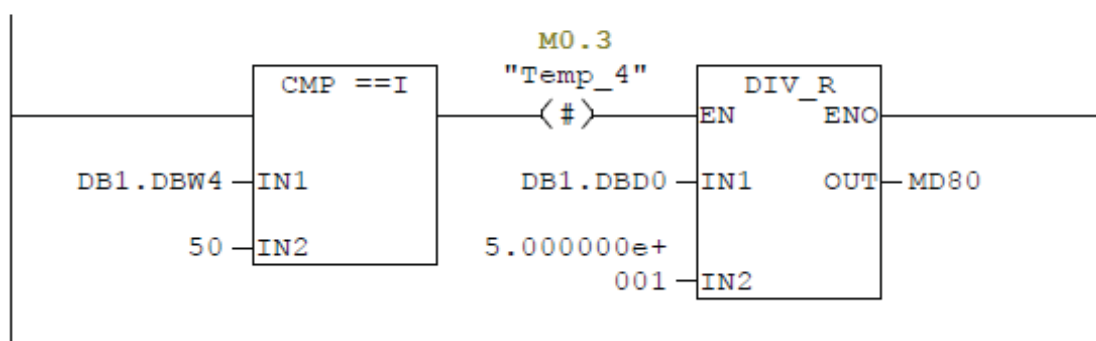 M0.3
"Temp_4"
CMP ==I
DIV_R
(#)
EN ENO
DB1.DBW4 IN1
DB1.DBD0 IN1 OUT MD80
50 IN2
5.000000e+
001 IN2